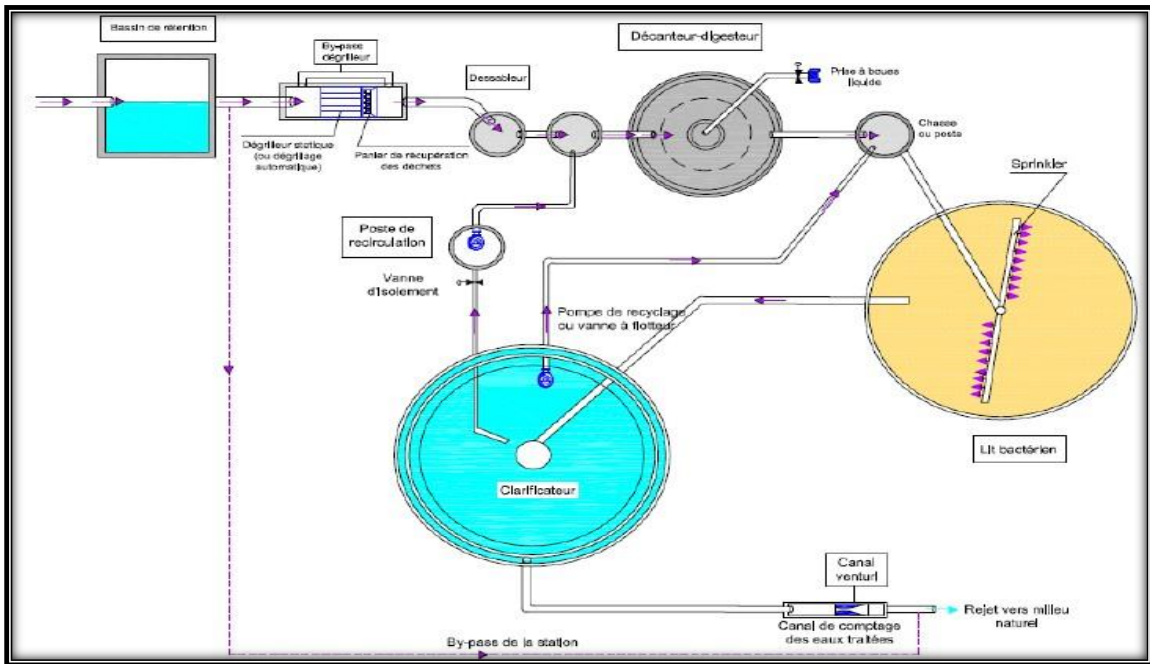 Bassin de rétention
By-pass
dégrilleur
Dégrilleur statique
(ou dégrillage
automatique)
Panier de récupération
des déchets
Dessableur
Décanteur-digesteur
Prise à boues
liquide
Chasse
ou poste
Sprinkler
Poste de
recirculation
Vanne
d'isolement
Pompe de recyclage
ou vanne à flotteur
Clarificateur
Lit bactérien
Canal
venturi
Canal de comptage
des eaux traitées
Rejet vers milieu
naturel
By-pass de la station